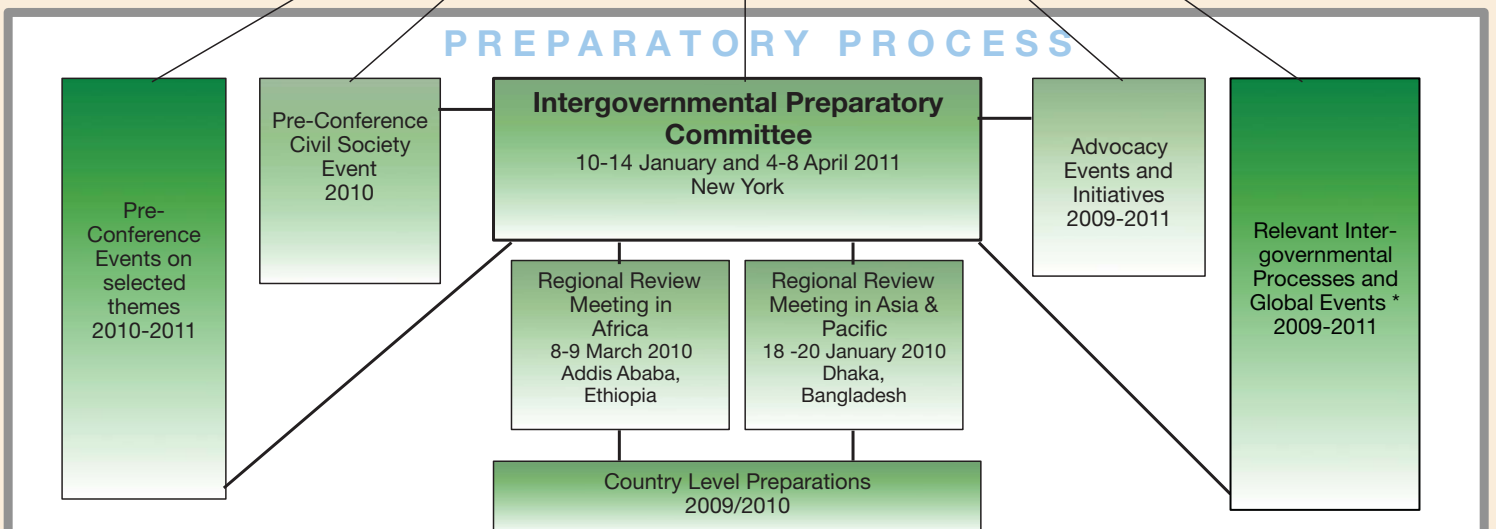 PREPARATORY PROCESS
Pre-
Conference
Events on
selected
themes
2010-2011
Pre-Conference
Civil Society
Event
2010
Intergovernmental Preparatory
Committee
10-14 January and 4-8 April 2011
New York
Advocacy
Events and
Initiatives
2009-2011
Relevant Inter-
governmental
Processes and
Global Events *
2009-2011
Regional Review
Meeting in
Africa
8-9 March 2010
Addis Ababa,
Ethiopia
Regional Review
Meeting in Asia &
Pacific
18 -20 January 2010
Dhaka,
Bangladesh
Country Level Preparations
2009/2010